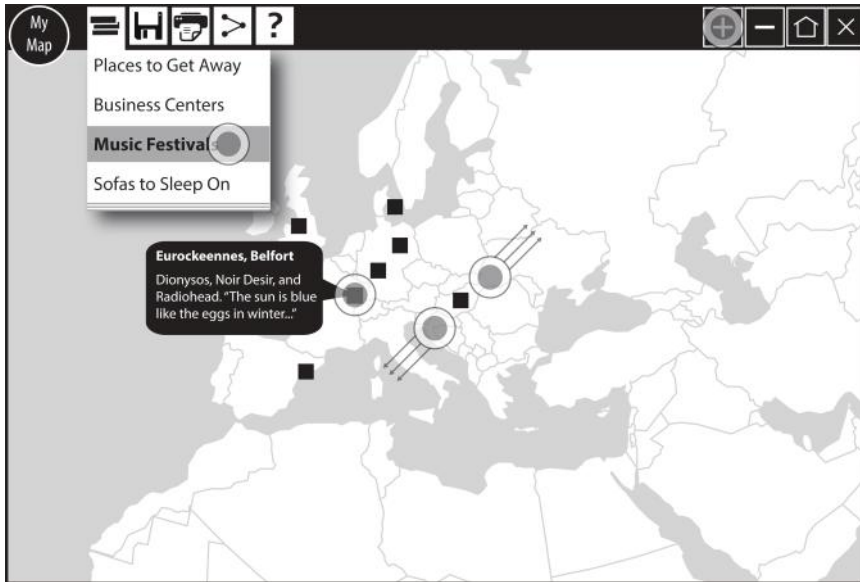 My
Map
?
Places to Get Away
Business Centers
Music Festivals
Sofas to Sleep On
Eurockeennes, Belfort
Dionysos, Noir Desir, and
Radiohead. "The sun is blue
like the eggs in winter..."